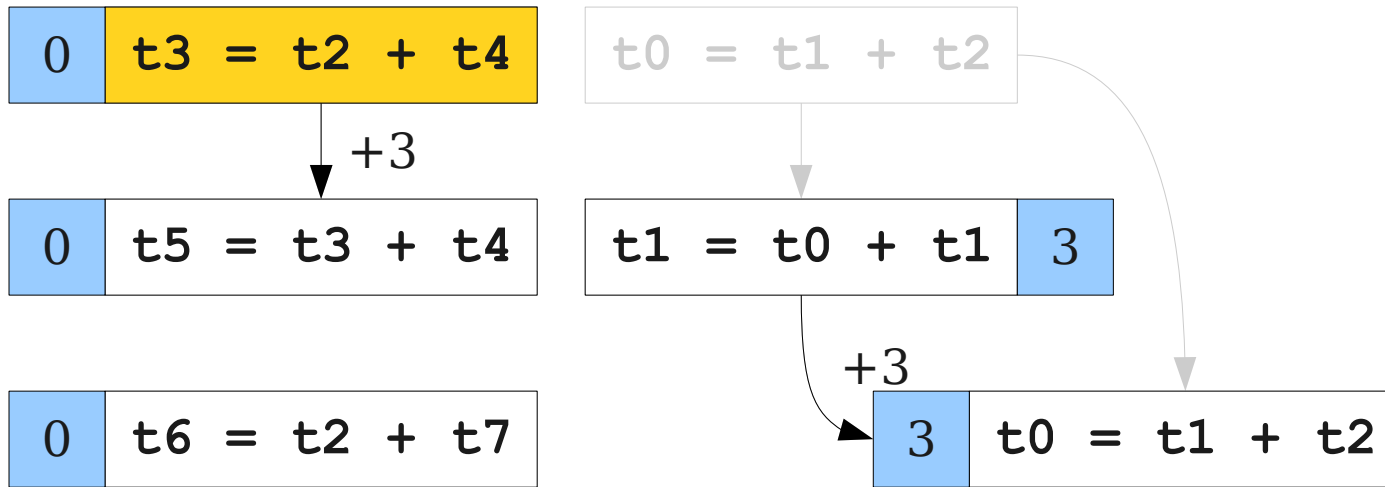 0 t3 = t2 + t4
t0 = t1 + t2
+3
0 t5 = t3 + t4
t1 = t0 + t1 3
+3
0 t6 = t2 + t7
3 t0 = t1 + t2